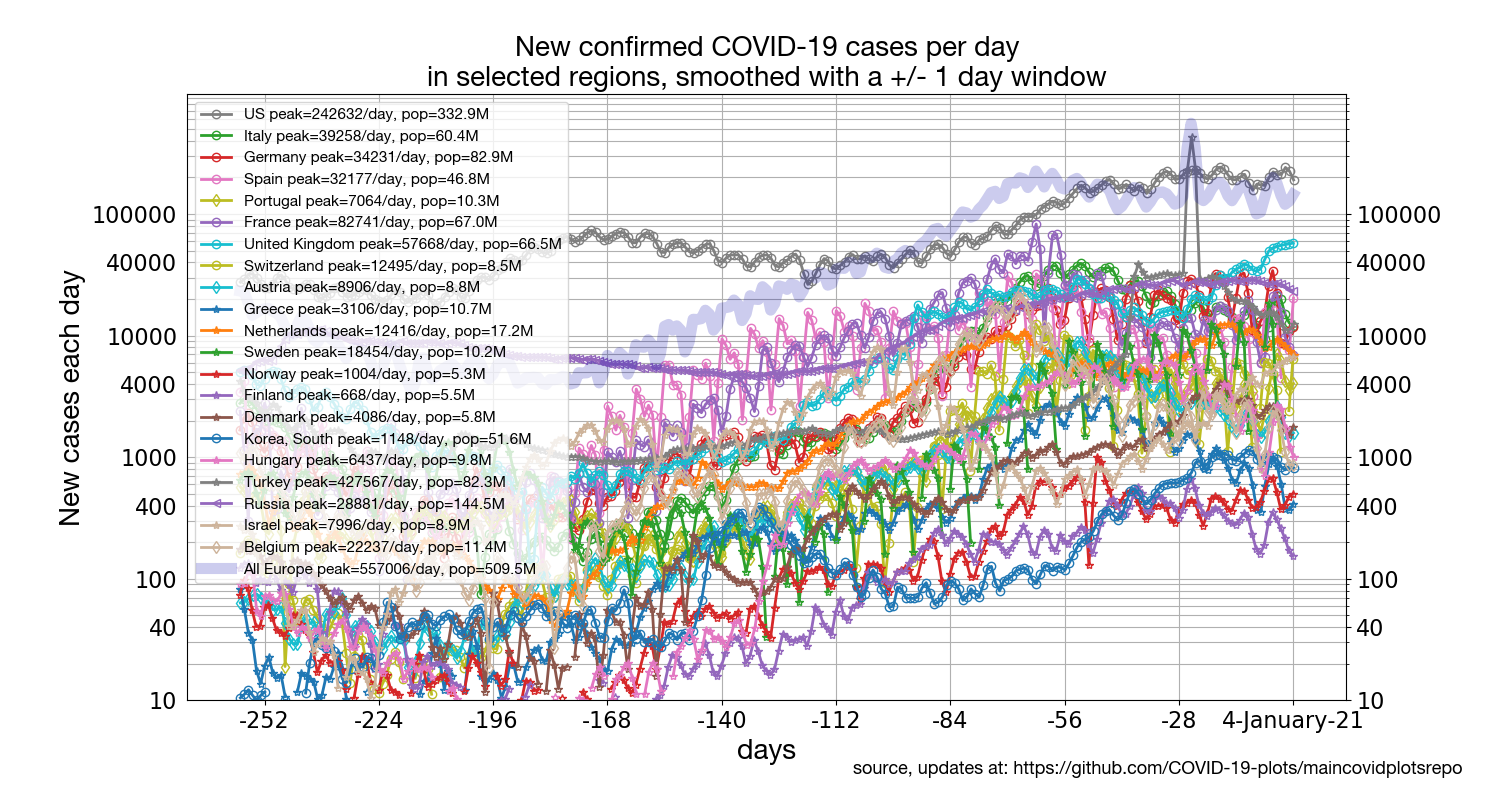 New confirmed COVID-19 cases per day
in selected regions, smoothed with a +/- 1 day window
US peak=242632/day, pop=332.9M
Italy peak=39258/day, pop=60.4M
Germany peak=34231/day, pop=82.9M
Spain peak=32177/day, pop=46.8M
Portugal peak=7064/day, pop=10.3M
France peak=82741/day, pop=67.0M
United Kingdom peak=57668/day, pop=66.5M
Switzerland peak=12495/day, pop=8.5M
Austria peak=8906/day, pop=8.8M
Greece peak=3106/day, pop=10.7M
Netherlands peak=12416/day, pop=17.2M
Sweden peak=18454/day, pop=10.2M
Norway peak=1004/day, pop=5.3M
Finland peak=668/day, pop=5.5M
Denmark peak=4086/day, pop=5.8M
Korea, South peak=1148/day, pop=51.6M
Hungary peak=6437/day, pop=9.8M
Turkey peak=427567/day, pop=82.3M
Russia peak=28881/day, pop=144.5M
Israel peak=7996/day, pop=8.9M
Belgium peak=22237/day, pop=11.4M
All Europe peak=557006/day, pop=509.5M
New cases each day
100000
40000
10000
4000
1000
400
100
40
10
100000
40000
10000
4000
1000
400
100
40
10
-252 -224 -196 -168 -140 -112 -84 -56 -28 4-January-21
days
source, updates at: https://github.com/COVID-19-plots/maincovidplotsrepo